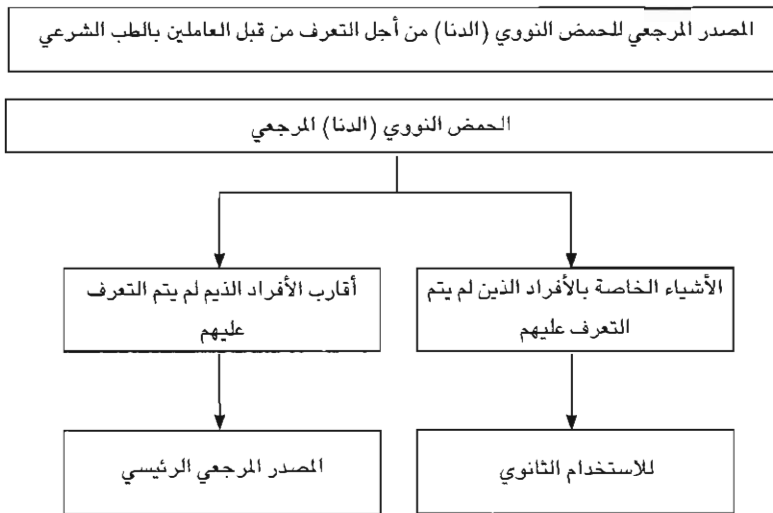 المصدر المرجعي للحمض النووي (الدنا) من أجل التعرف من قبل العاملين بالطب الشرعي
الحمض النووي (الدنا) المرجعي
الأشياء الخاصة بالأفراد الذين لم يتم
التعرف عليهم
أقارب الأفراد الذيم لم يتم التعرف
عليهم
للاستخدام الثانوي
المصدر المرجعي الرئيسي